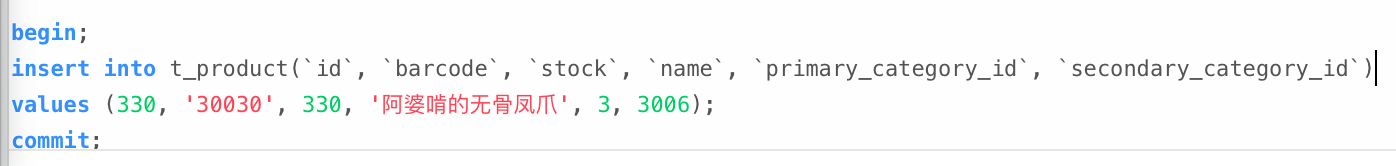 begin;
insert into t_product(`id`, `barcode`, `stock`, `name`, `primary_category_id`, `secondary_category_id`)
values (330, '30030', 330, '阿婆啃的无骨凤爪', 3, 3006);
commit;